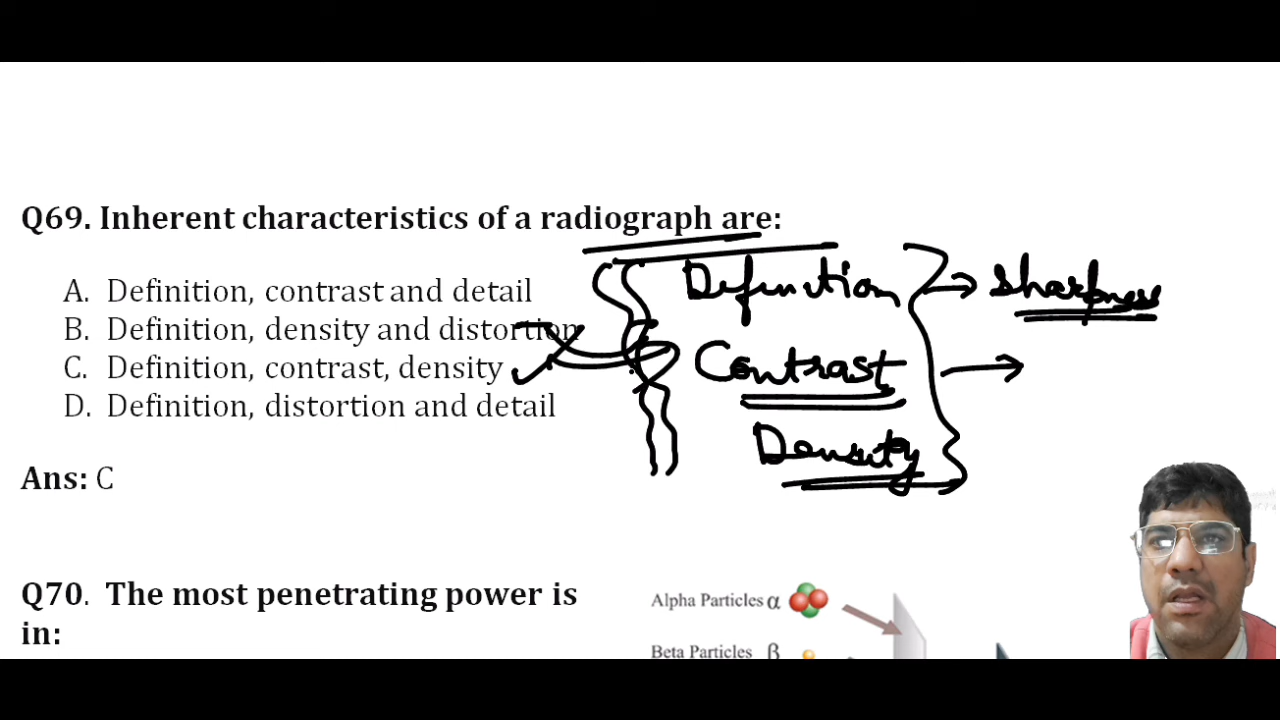 Q69. Inherent characteristics of a radiograph are:
A. Definition, contrast and detail
B. Definition, density and distortion
C. Definition, contrast, density
D. Definition, distortion and detail
Ans: C
Definition → sharpness
Contrast →
Density
Q70. The most penetrating power is
in:
Alpha Particles α
Beta Particles β